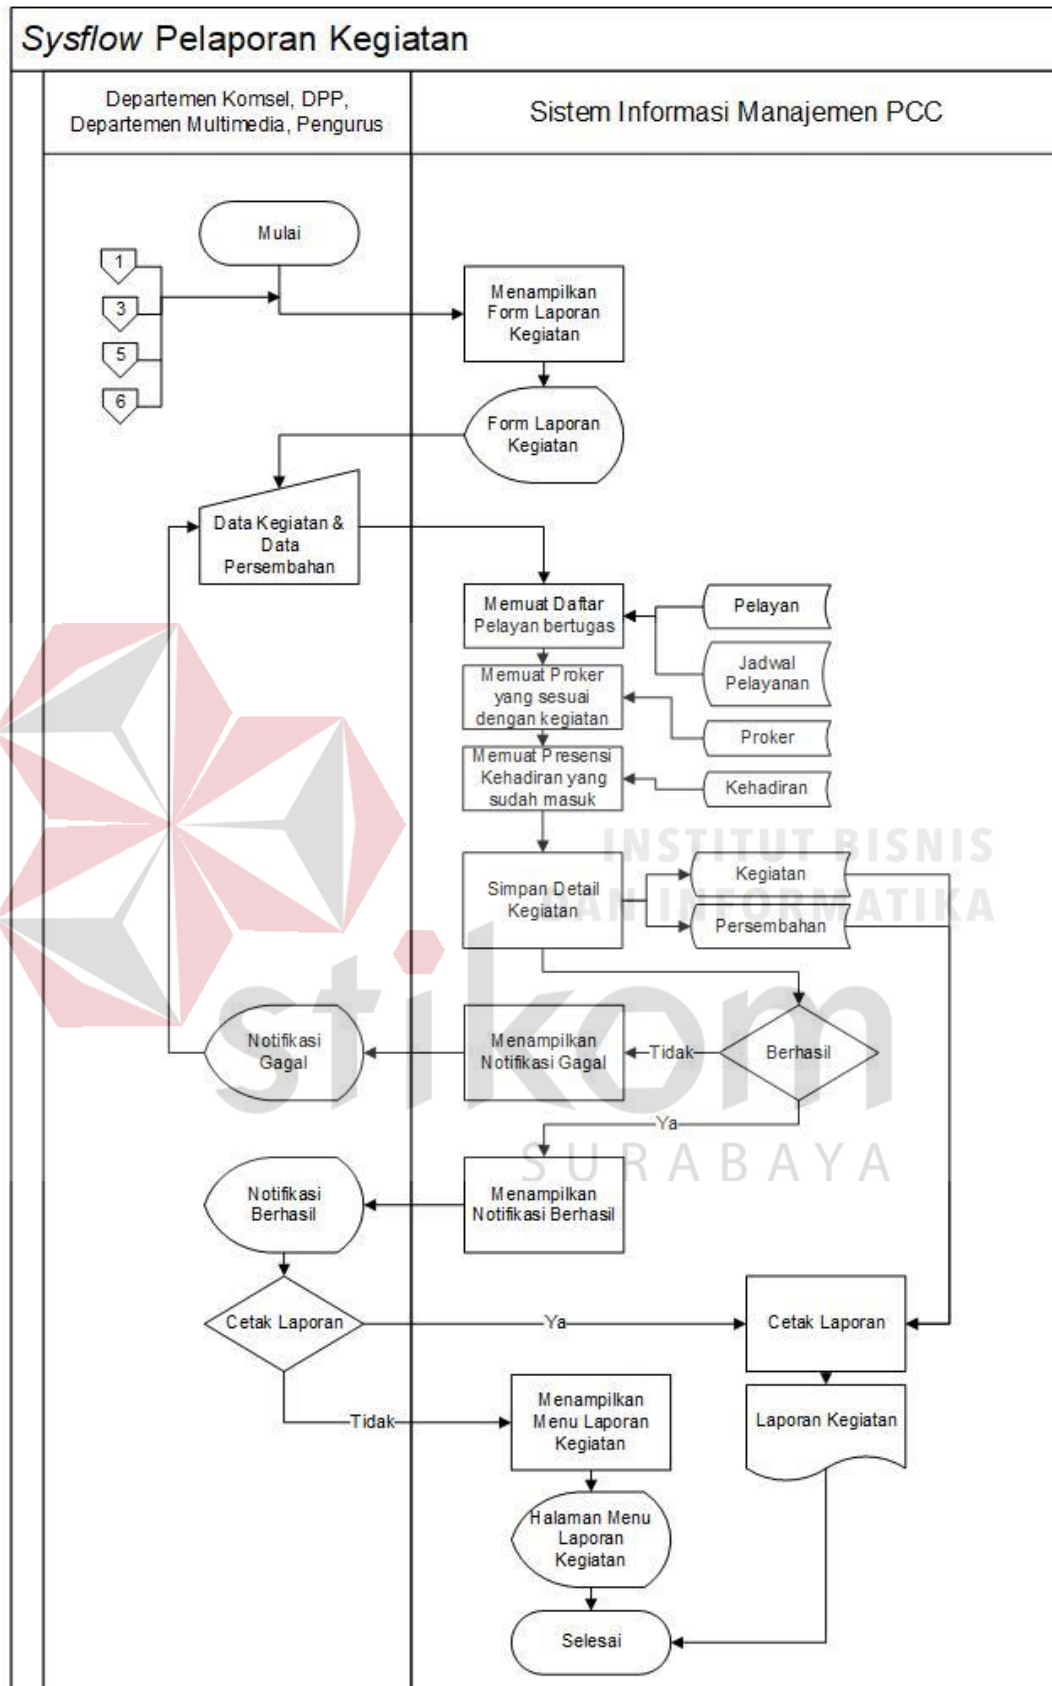 Sysflow Pelaporan Kegiatan
Departemen Komsel, DPP,
Departemen Multimedia, Pengurus
Sistem Informasi Manajemen PCC
Mulai
1
3
5
6
Menampilkan
Form Laporan
Kegiatan
Form Laporan
Kegiatan
Data Kegiatan &
Data
Persembahan
Memuat Daftar
Pelayan bertugas
Pelayan
Jadwal
Pelayanan
Memuat Proker
yang sesuai
dengan kegiatan
Proker
Memuat Presensi
Kehadiran yang
sudah masuk
Kehadiran
INSTITUT BISNIS
DAN INFORMATIKA
Simpan Detail
Kegiatan
Kegiatan
Persembahan
stikom
SURABAYA
Berhasil
Tidak
Menampilkan
Notifikasi Gagal
Notifikasi
Gagal
Ya
Menampilkan
Notifikasi Berhasil
Notifikasi
Berhasil
Cetak Laporan
Ya
Cetak Laporan
Laporan Kegiatan
Tidak
Menampilkan
Menu Laporan
Kegiatan
Halaman Menu
Laporan
Kegiatan
Selesai